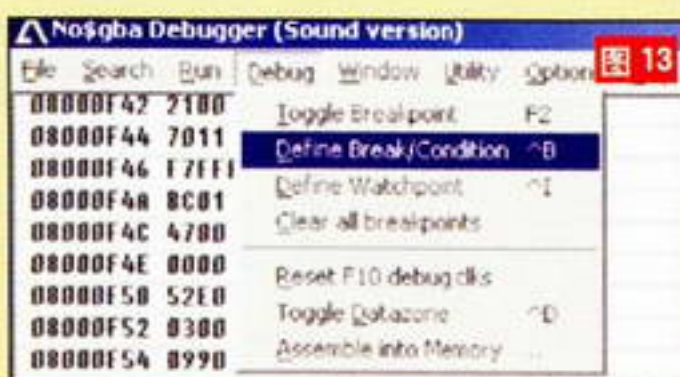 No$gba Debugger (Sound version)
图 13
File Search Run Debug Window Utility Option
08000F42 2100
08000F44 7011
08000F46
08000F4A BC01
08000F4C 4700
08000F4E 0000
08000F50 52E0
08000F52 0300
08000F54 0990
Toggle Breakpoint F2
Define Break/Condition ^B
Define Watchpoint ^I
Clear all breakpoints
Reset F10 debug clks
Toggle Datazone ^D
Assemble into Memory ..